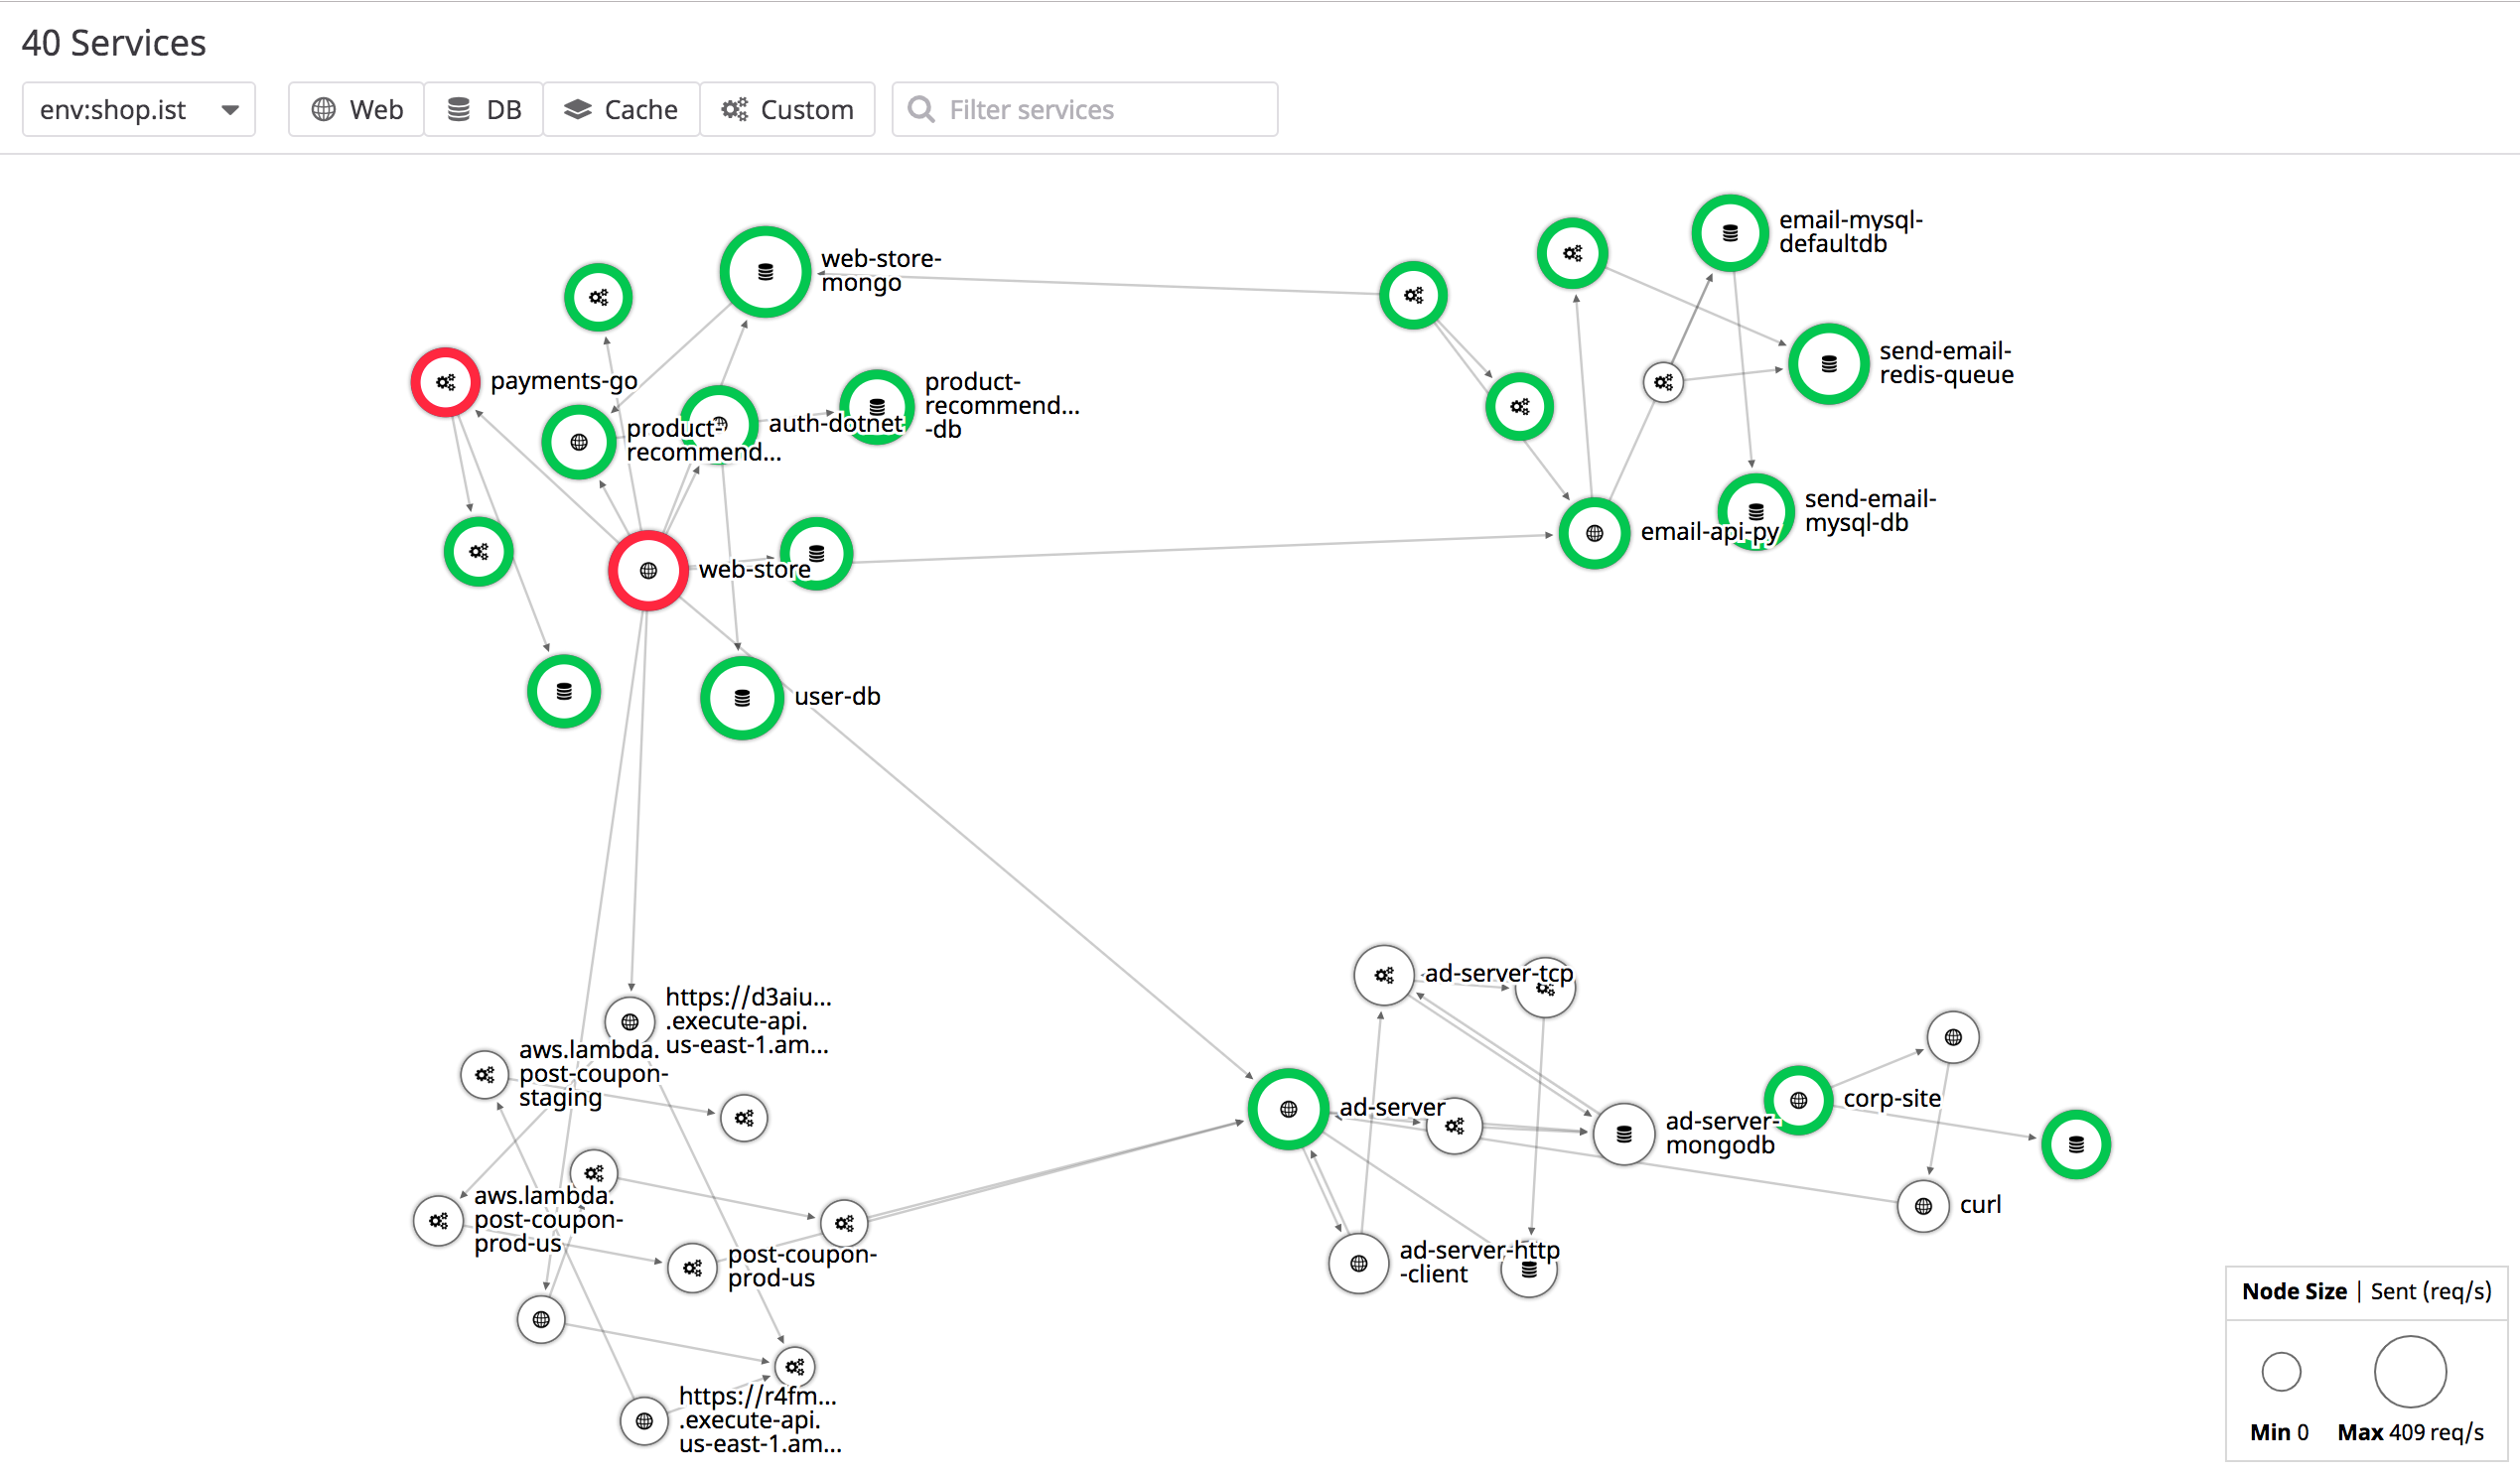 40 Services
env:shop.ist
Web
DB
Cache
Custom
Filter services
web-store-
mongo
email-mysql-
defaultdb
send-email-
redis-queue
payments-go
product-
recommend...
-db
auth-dotnet
product-
recommend...
send-email-
mysql-db
email-api-py
web-store
user-db
https://d3aiu...
.execute-api.
us-east-1.am...
aws.lambda.
post-coupon-
staging
ad-server-tcp
ad-server
corp-site
ad-server-
mongodb
aws.lambda.
post-coupon-
prod-us
curl
post-coupon-
prod-us
ad-server-http
-client
https://r4fm...
.execute-api.
us-east-1.am...
Node Size | Sent (req/s)
Min 0
Max 409 req/s